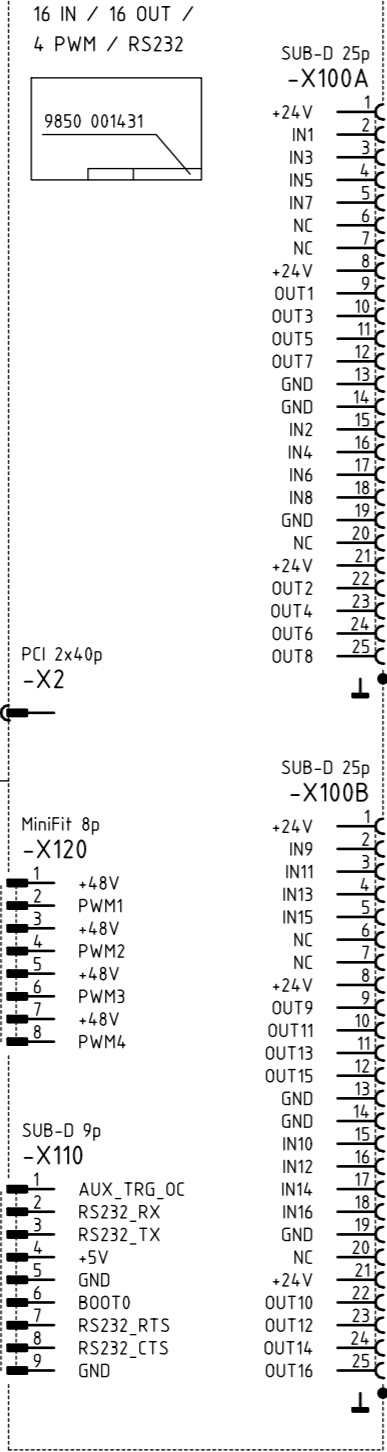 16 IN / 16 OUT /
4 PWM / RS232
9850 001431
SUB-D 25p
-X100A
+24V 1
IN1 2
IN3 3
IN5 4
IN7 5
NC 6
NC 7
+24V 8
OUT1 9
OUT3 10
OUT5 11
OUT7 12
GND 13
GND 14
IN2 15
IN4 16
IN6 17
IN8 18
GND 19
NC 20
+24V 21
OUT2 22
OUT4 23
OUT6 24
OUT8 25
PCI 2x40p
-X2
MiniFit 8p
-X120
1 +48V
2 PWM1
3 +48V
4 PWM2
5 +48V
6 PWM3
7 +48V
8 PWM4
SUB-D 9p
-X110
1 AUX_TRG_OC
2 RS232_RX
3 RS232_TX
4 +5V
5 GND
6 BOOT0
7 RS232_RTS
8 RS232_CTS
9 GND
SUB-D 25p
-X100B
+24V 1
IN9 2
IN11 3
IN13 4
IN15 5
NC 6
NC 7
+24V 8
OUT9 9
OUT11 10
OUT13 11
OUT15 12
GND 13
GND 14
IN10 15
IN12 16
IN14 17
IN16 18
GND 19
NC 20
+24V 21
OUT10 22
OUT12 23
OUT14 24
OUT16 25